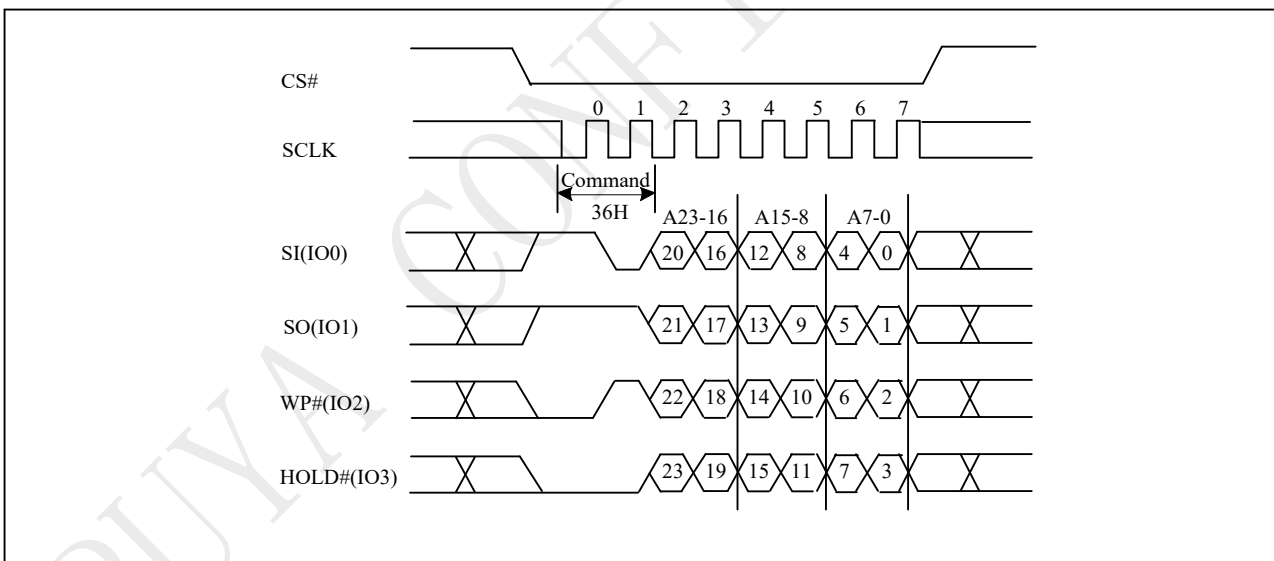 CS#
0 1 2 3 4 5 6 7
SCLK
Command
36H
A23-16 A15-8 A7-0
SI(IO0) 20 16 12 8 4 0
SO(IO1) 21 17 13 9 5 1
WP#(IO2) 22 18 14 10 6 2
HOLD#(IO3) 23 19 15 11 7 3
PUYA CONF